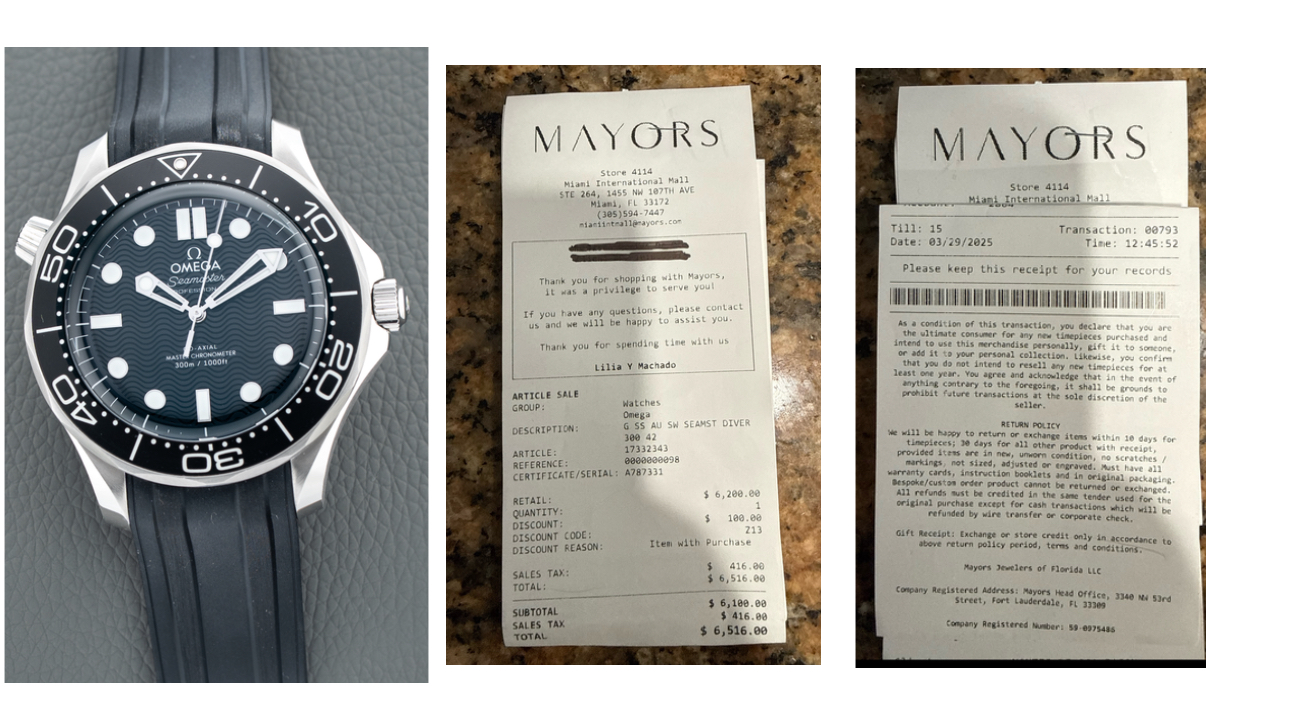 10
20
30
40
50
Ω
OMEGA
Seamaster
PROFESSIONAL
CO-AXIAL
MASTER CHRONOMETER
300m / 1000ft
MAYORS
Store 4114
Miami International Mall
STE 264, 1455 NW 107TH AVE
Miami, FL 33172
(305)594-7447
miamiintmall@mayors.com
Thank you for shopping with Mayors,
it was a privilege to serve you!
If you have any questions, please contact
us and we will be happy to assist you.
Thank you for spending time with us
Lilia Y Machado
ARTICLE SALE
GROUP: Watches
Omega
DESCRIPTION: G SS AU SW SEAMST DIVER
300 42
ARTICLE: 17332343
REFERENCE: 0000000098
CERTIFICATE/SERIAL: A787331
RETAIL: $ 6,200.00
QUANTITY: 1
DISCOUNT: $ 100.00
DISCOUNT CODE: 213
DISCOUNT REASON: Item with Purchase
SALES TAX: $ 416.00
TOTAL: $ 6,516.00
SUBTOTAL $ 6,100.00
SALES TAX $ 416.00
TOTAL $ 6,516.00
MAYORS
Store 4114
Miami International Mall
Till: 15 Transaction: 00793
Date: 03/29/2025 Time: 12:45:52
Please keep this receipt for your records
As a condition of this transaction, you declare that you are
the ultimate consumer for any new timepieces purchased and
intend to use this merchandise personally, gift it to someone,
or add it to your personal collection. Likewise, you confirm
that you do not intend to resell any new timepieces for at
least one year. You agree and acknowledge that in the event of
anything contrary to the foregoing, it shall be grounds to
prohibit future transactions at the sole discretion of the
seller.
RETURN POLICY
We will be happy to return or exchange items within 10 days for
timepieces; 30 days for all other product with receipt,
provided items are in new, unworn condition, no scratches /
markings, not sized, adjusted or engraved. Must have all
warranty cards, instruction booklets and in original packaging.
Bespoke/custom order product cannot be returned or exchanged.
All refunds must be credited in the same tender used for the
original purchase except for cash transactions which will be
refunded by wire transfer or corporate check.
Gift Receipt: Exchange or store credit only in accordance to
above return policy period, terms and conditions.
Mayors Jewelers of Florida LLC
Company Registered Address: Mayors Head Office, 3340 NW 53rd
Street, Fort Lauderdale, FL 33309
Company Registered Number: 59-0975486